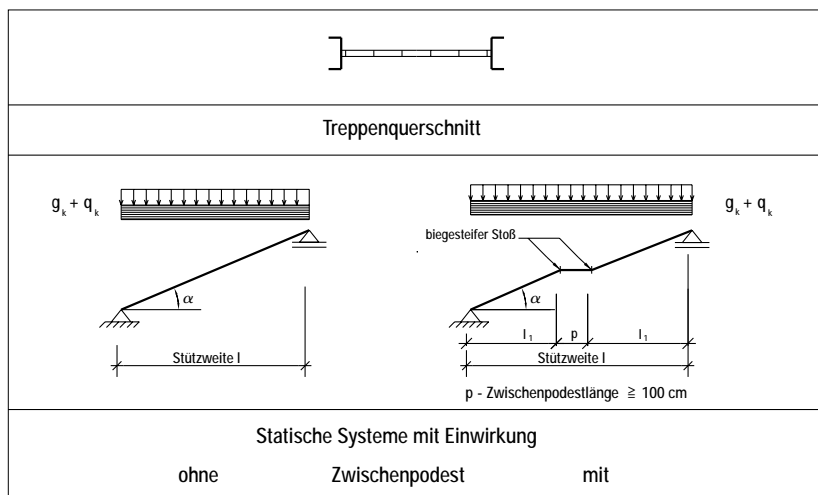 Treppenquerschnitt
g k + q k
g k + q k
biegesteifer Stoß
α
α
l 1 p l 1
Stützweite l
Stützweite l
p - Zwischenpodestlänge ≧ 100 cm
Statische Systeme mit Einwirkung
ohne Zwischenpodest mit